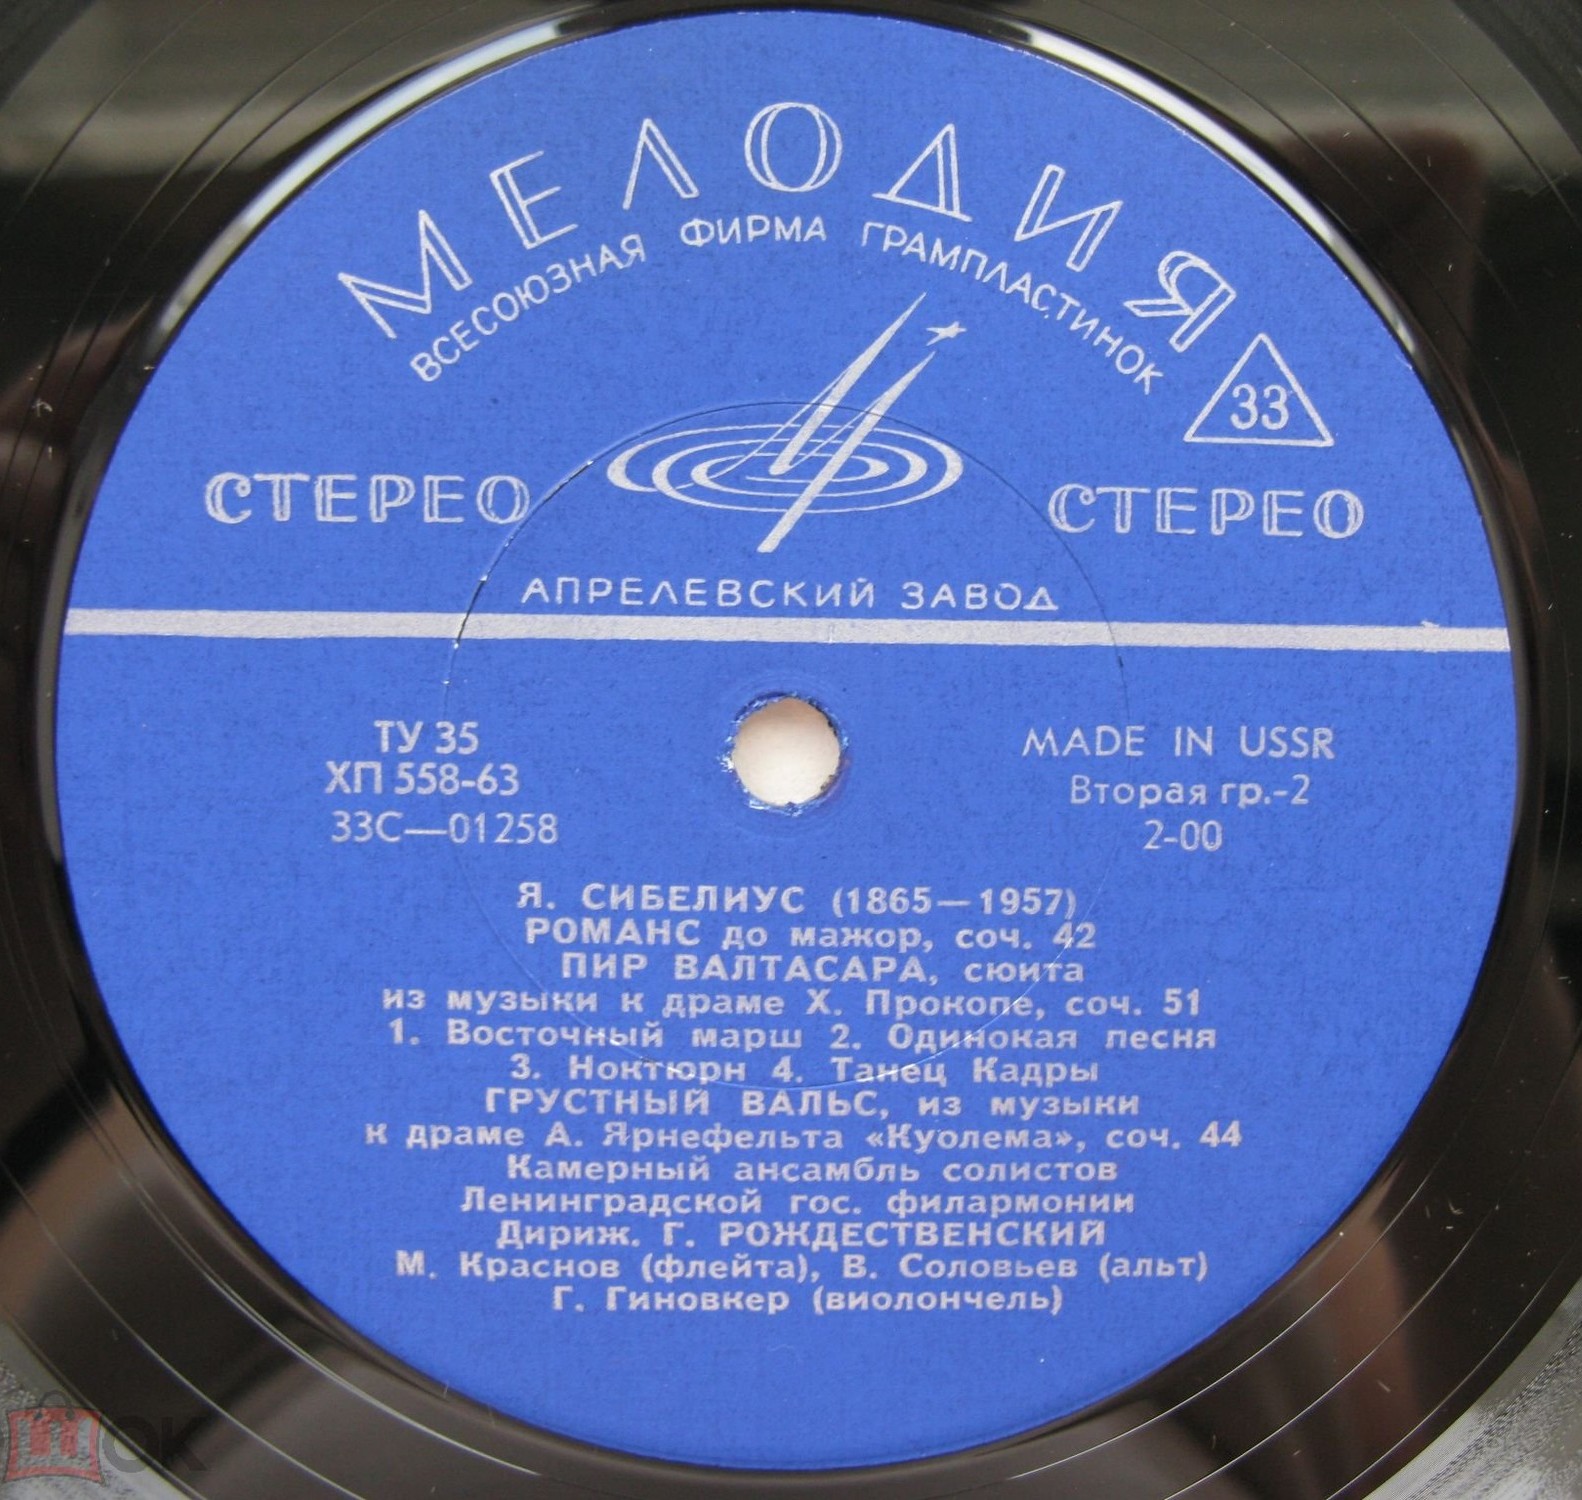 МЕЛОДИЯ
ВСЕСОЮЗНАЯ ФИРМА ГРАМПЛАСТИНОК
33
СТЕРЕО СТЕРЕО
АПРЕЛЕВСКИЙ ЗАВОД
ТУ 35
ХП 558-63
33С—01258
MADE IN USSR
Вторая гр.-2
2-00
Я. СИБЕЛИУС (1865—1957)
РОМАНС до мажор, соч. 42
ПИР ВАЛТАСАРА, сюита
из музыки к драме Х. Прокопе, соч. 51
1. Восточный марш 2. Одинокая песня
3. Ноктюрн 4. Танец Кадры
ГРУСТНЫЙ ВАЛЬС, из музыки
к драме А. Ярнефельта «Куолема», соч. 44
Камерный ансамбль солистов
Ленинградской гос. филармонии
Дириж. Г. РОЖДЕСТВЕНСКИЙ
М. Краснов (флейта), В. Соловьев (альт)
Г. Гиновкер (виолончель)